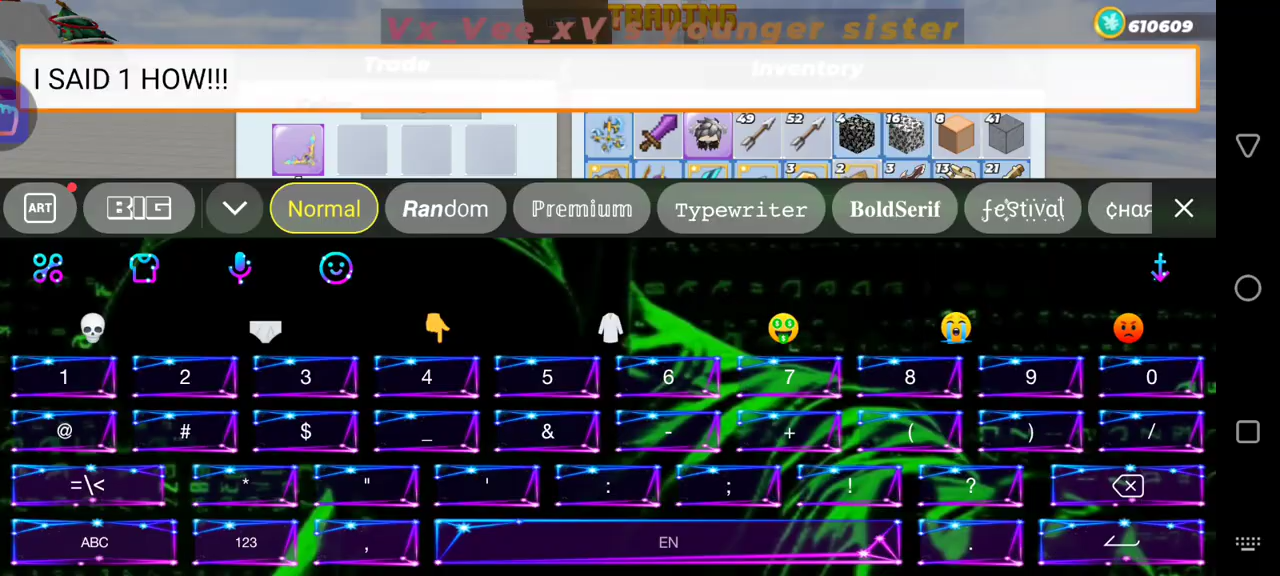 TRADING
Vx_Vee_xV's younger sister
610609
I SAID 1 HOW!!!
Trade
Inventory
49 52 4 16 8 41
3 2 3 13 21
ART BIG Normal Random Premium Typewriter BoldSerif festival
1 2 3 4 5 6 7 8 9 0
@ # $ _ & - + ( ) /
=\< * " ' : ; ! ?
ABC 123 , EN .